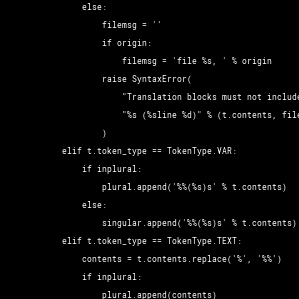 else:
filemsg = ''
if origin:
filemsg = 'file %s, ' % origin
raise SyntaxError(
"Translation blocks must not include
"%s (%sline %d)" % (t.contents, file
)
elif t.token_type == TokenType.VAR:
if inplural:
plural.append('%%(%s)s' % t.contents)
else:
singular.append('%%(%s)s' % t.contents)
elif t.token_type == TokenType.TEXT:
contents = t.contents.replace('%', '%%')
if inplural:
plural.append(contents)